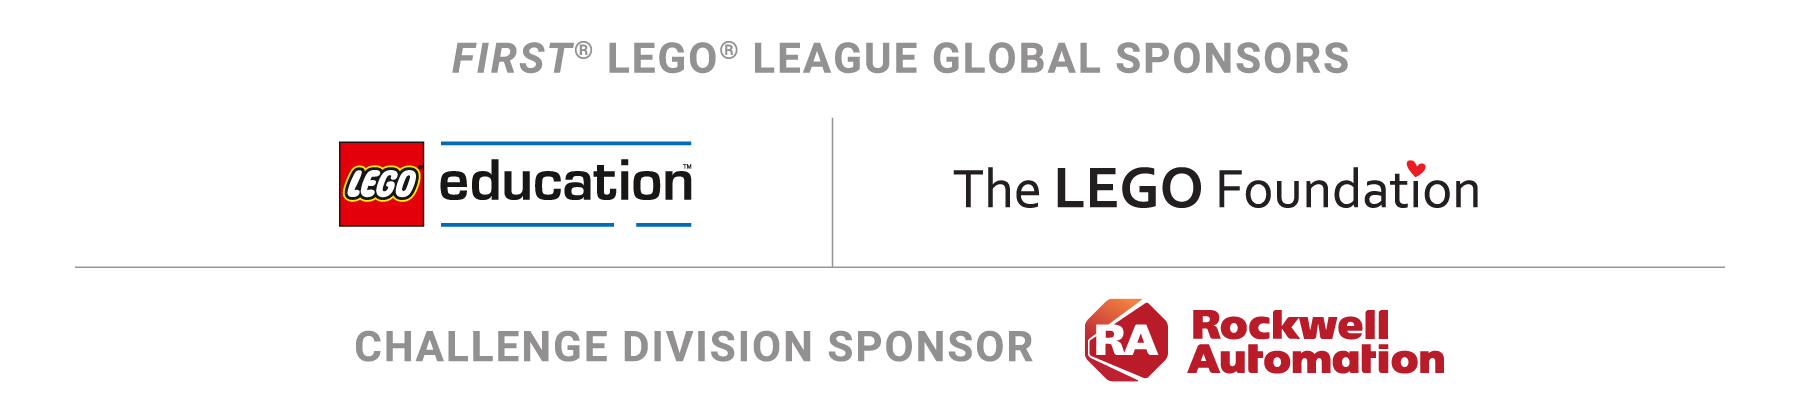 FIRST® LEGO® LEAGUE GLOBAL SPONSORS
LEGO education™
The LEGO Foundation
CHALLENGE DIVISION SPONSOR
RA
Rockwell
Automation